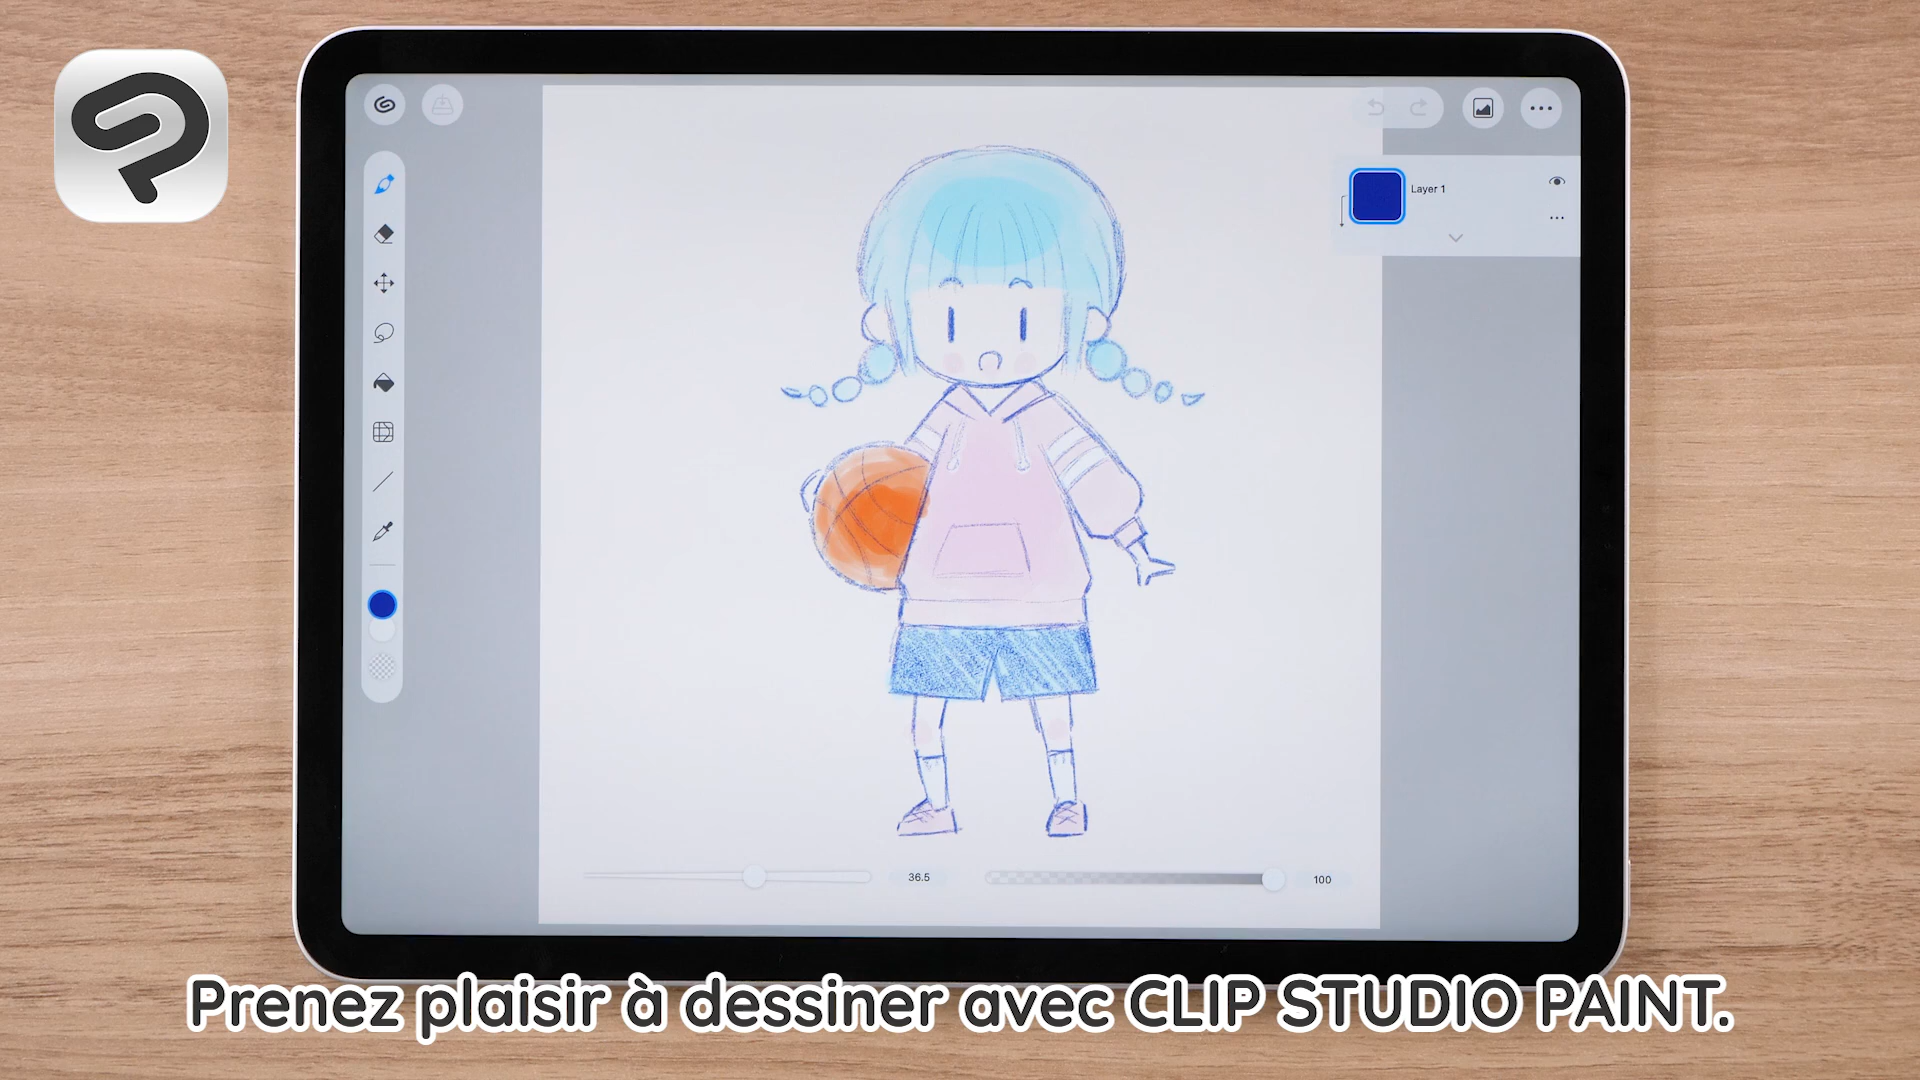 Layer 1
36.5
100
Prenez plaisir à dessiner avec CLIP STUDIO PAINT.